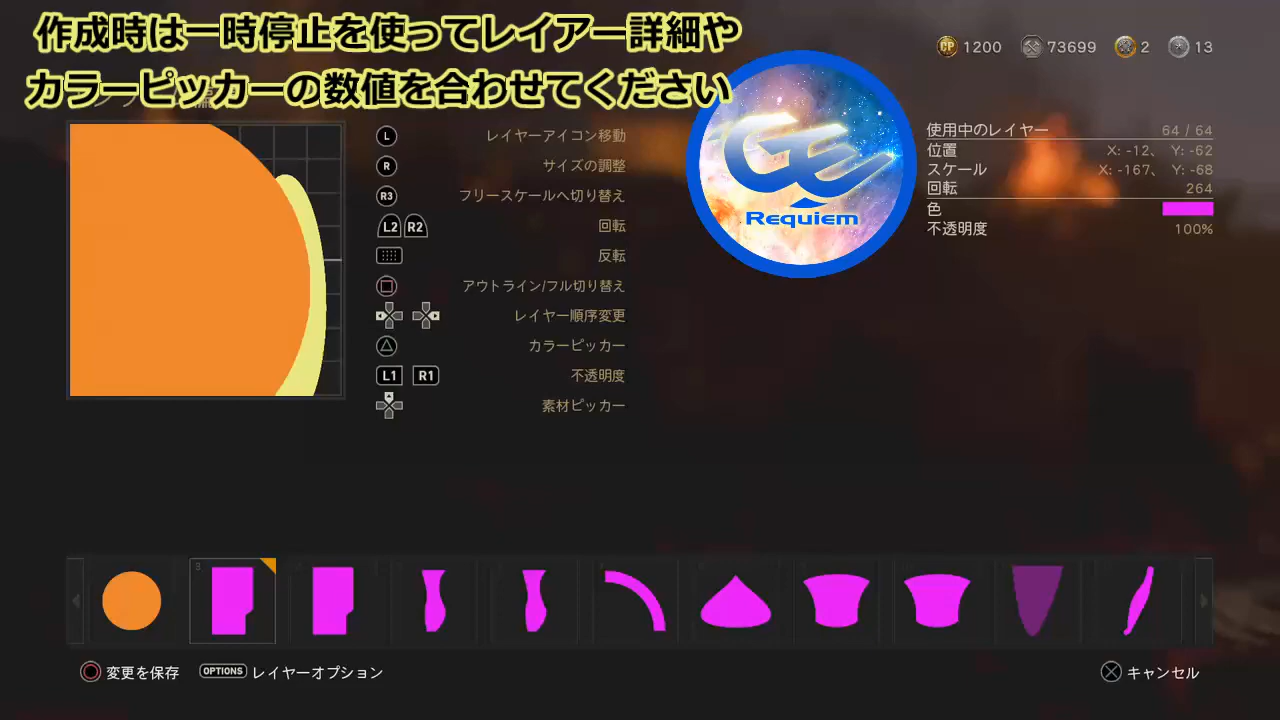 作成時は一時停止を使ってレイアー詳細や
カラーピッカーの数値を合わせてください
CP 1200 73699 2 13
GE
Requiem
L レイヤーアイコン移動
R サイズの調整
R3 フリースケールへ切り替え
L2 R2 回転
反転
アウトライン/フル切り替え
レイヤー順序変更
カラーピッカー
L1 R1 不透明度
素材ピッカー
使用中のレイヤー 64 / 64
位置 X: -12、 Y: -62
スケール X: -167、 Y: -68
回転 264
色
不透明度 100%
変更を保存 OPTIONS レイヤーオプション キャンセル